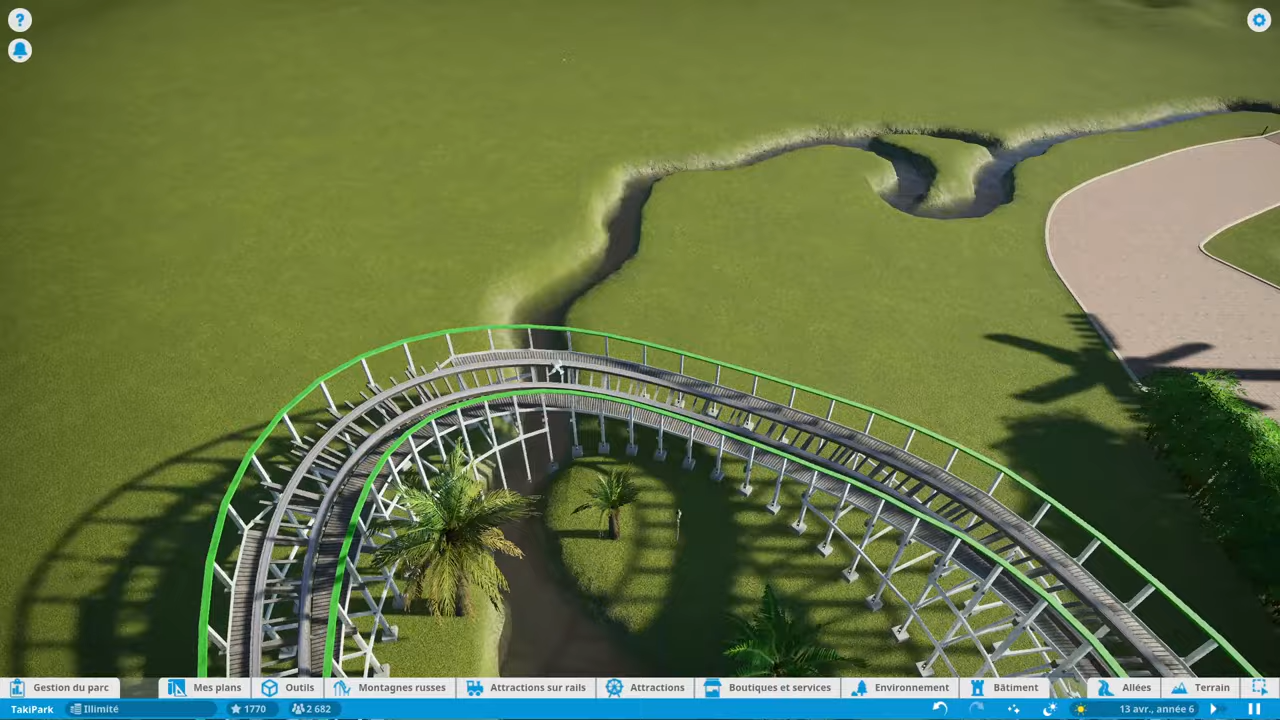 ?
Gestion du parc Mes plans Outils Montagnes russes Attractions sur rails Attractions Boutiques et services Environnement Bâtiment Allées Terrain
TakiPark Illimité 1770 2 682 13 avr., année 6